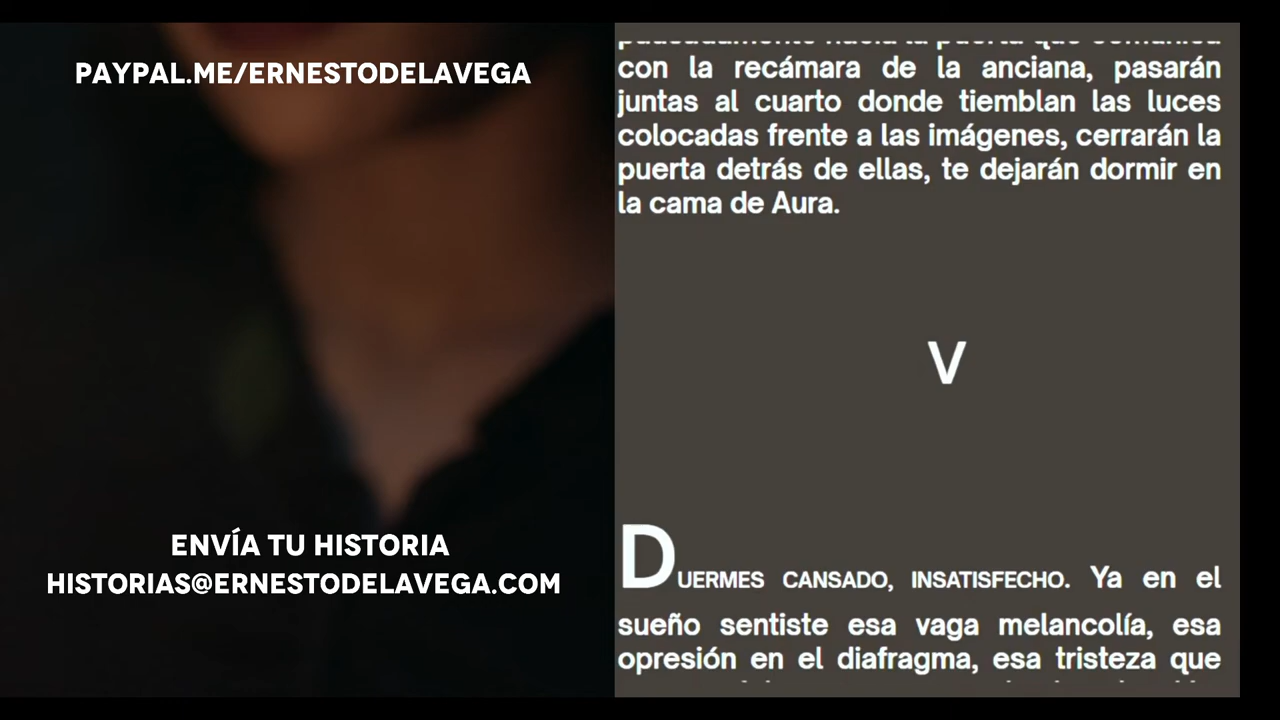 PAYPAL.ME/ERNESTODELAVEGA
ENVÍA TU HISTORIA
HISTORIAS@ERNESTODELAVEGA.COM
con la recámara de la anciana, pasarán
juntas al cuarto donde tiemblan las luces
colocadas frente a las imágenes, cerrarán la
puerta detrás de ellas, te dejarán dormir en
la cama de Aura.
V
DUERMES CANSADO, INSATISFECHO. Ya en el
sueño sentiste esa vaga melancolía, esa
opresión en el diafragma, esa tristeza que